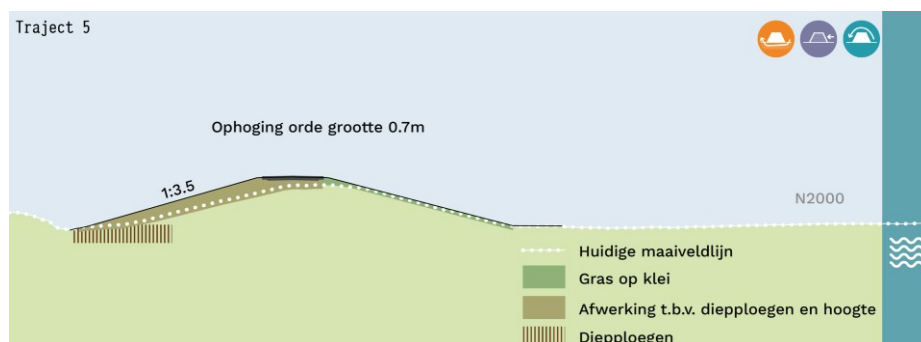 Traject 5
Ophoging orde grootte 0.7m
1:3.5
N2000
Huidige maaiveldlijn
Gras op klei
Afwerking t.b.v. diepploegen en hoogte
Diepploegen